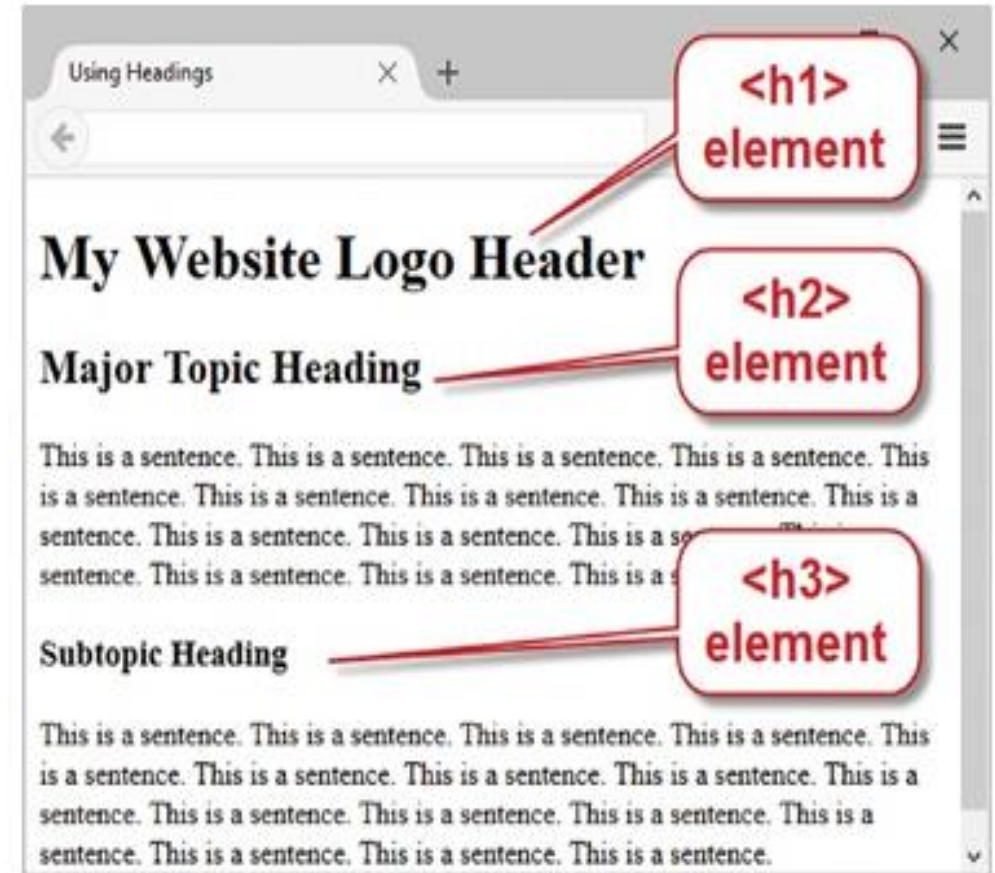 Using Headings
<h1>
element
My Website Logo Header
<h2>
element
Major Topic Heading
This is a sentence. This is a sentence. This is a sentence. This is a sentence. This
is a sentence. This is a sentence. This is a sentence. This is a sentence. This is a
sentence. This is a sentence. This is a sentence. This is a
sentence. This is a sentence. This is a sentence. This is a
<h3>
element
Subtopic Heading
This is a sentence. This is a sentence. This is a sentence. This is a sentence. This
is a sentence. This is a sentence. This is a sentence. This is a sentence. This is a
sentence. This is a sentence. This is a sentence. This is a sentence. This is a
sentence. This is a sentence. This is a sentence. This is a sentence.